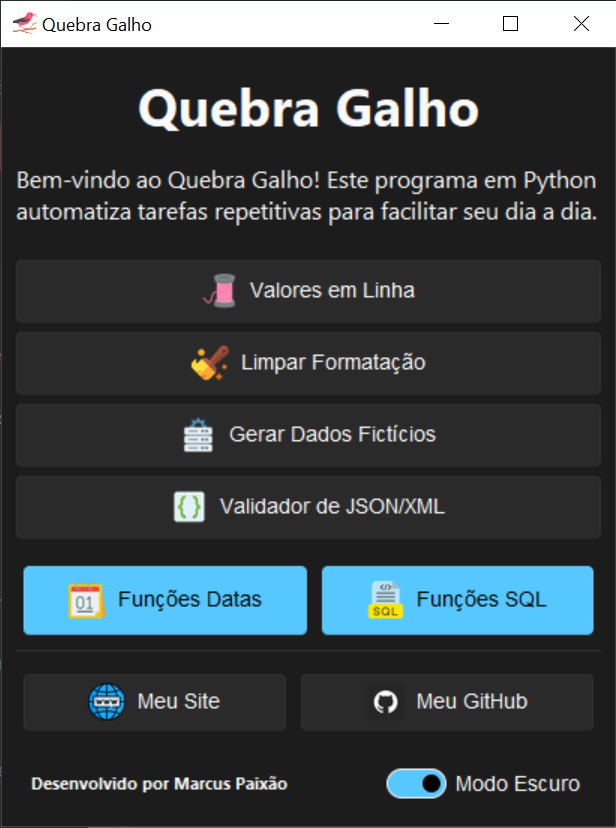 Quebra Galho
Quebra Galho
Bem-vindo ao Quebra Galho! Este programa em Python
automatiza tarefas repetitivas para facilitar seu dia a dia.
Valores em Linha
Limpar Formatação
Gerar Dados Fictícios
{} Validador de JSON/XML
01 Funções Datas
SQL Funções SQL
Meu Site
Meu GitHub
Desenvolvido por Marcus Paixão
Modo Escuro